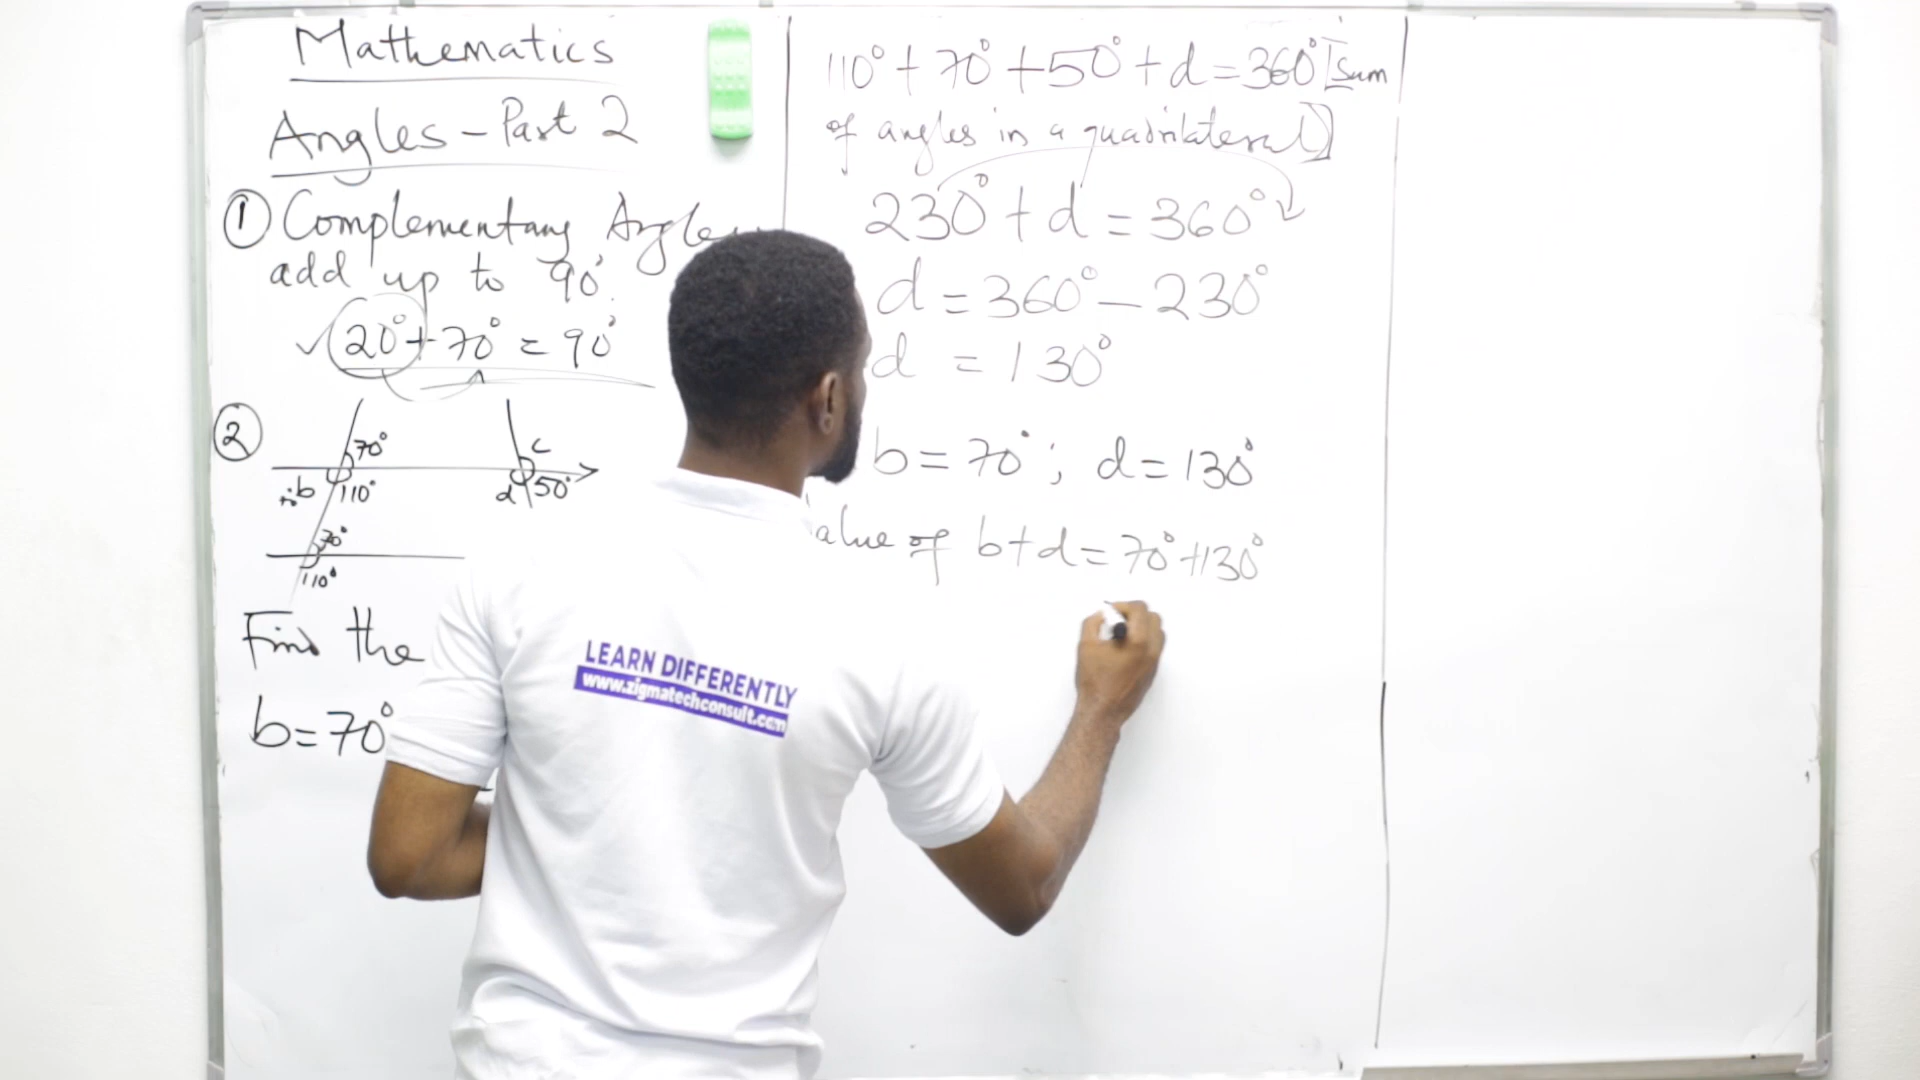 Mathematics
Angles - Part 2
① Complementary Angles
add up to 90°.
✓ 20° + 70° = 90°
②
70°
c
b
110°
d
50°
70°
110°
Find the
b = 70°
110° + 70° + 50° + d = 360° [Sum
of angles in a quadrilateral]
230° + d = 360°
d = 360° - 230°
d = 130°
b = 70° ; d = 130°
alue of b + d = 70° + 130°
LEARN DIFFERENTLY
www.zigmatechconsult.com